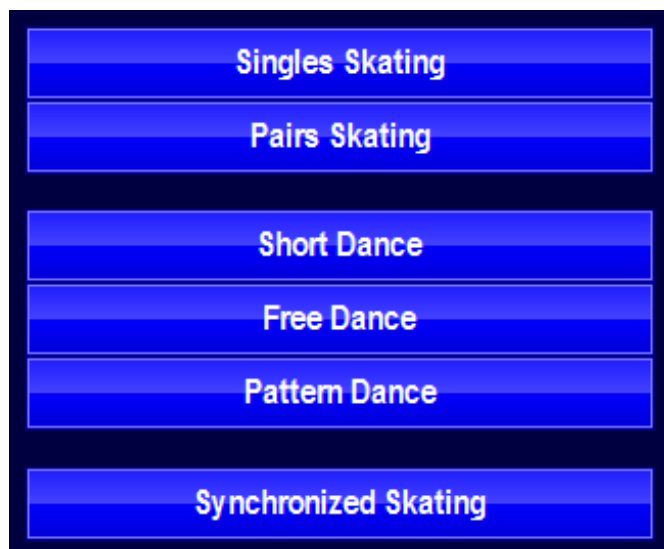 Singles Skating
Pairs Skating
Short Dance
Free Dance
Pattern Dance
Synchronized Skating